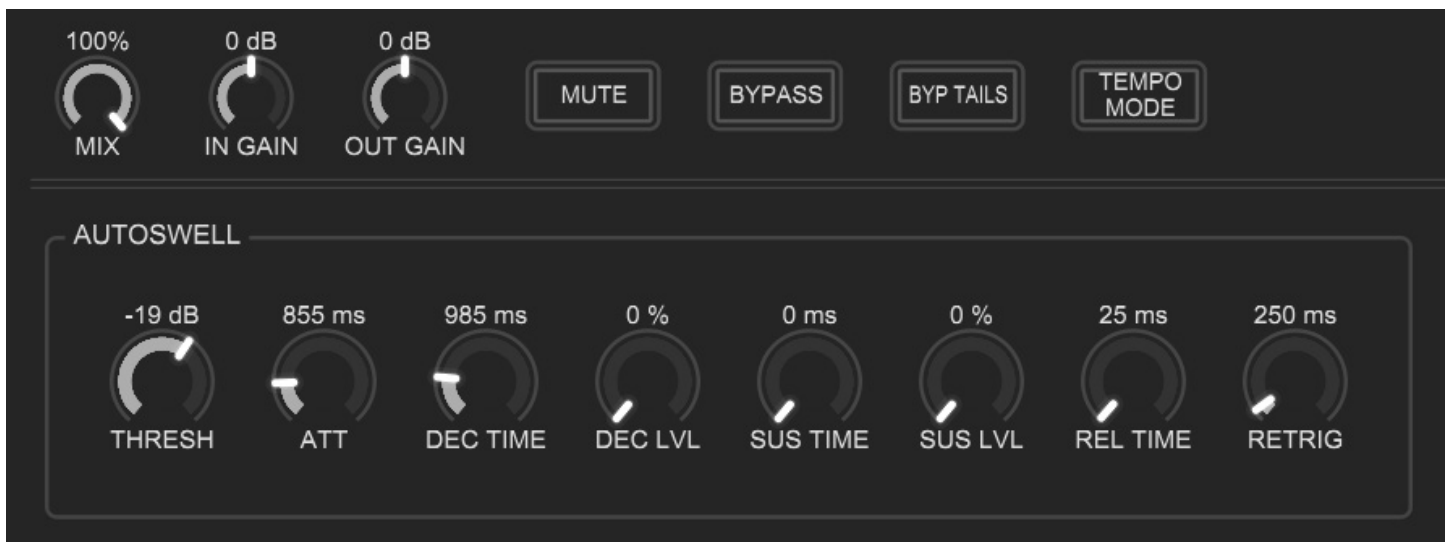 100% 0 dB 0 dB
MUTE BYPASS BYP TAILS TEMPO MODE
MIX IN GAIN OUT GAIN
AUTOSWELL
-19 dB 855 ms 985 ms 0 % 0 ms 0 % 25 ms 250 ms
THRESH ATT DEC TIME DEC LVL SUS TIME SUS LVL REL TIME RETRIG